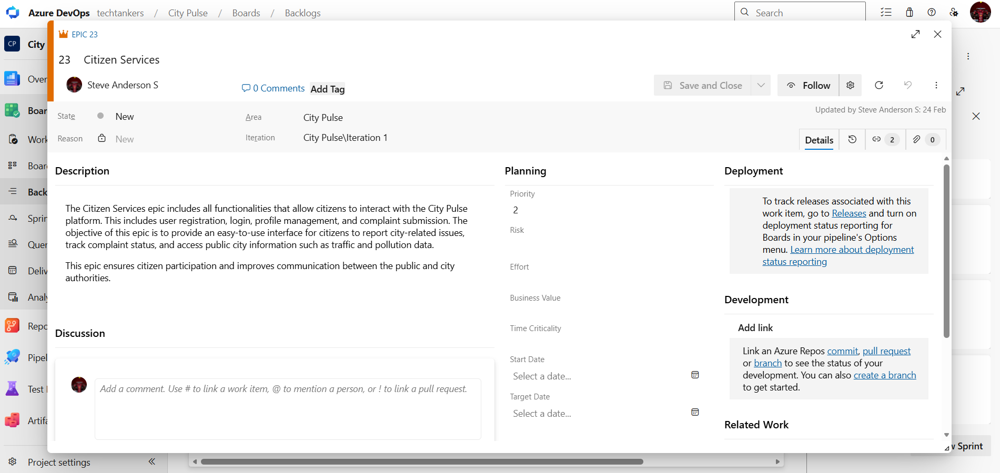 Azure DevOps techtankers / City Pulse / Boards / Backlogs
Search
CP City
EPIC 23
23 Citizen Services
Steve Anderson S
0 Comments
Add Tag
Save and Close
Follow
Updated by Steve Anderson S: 24 Feb
State New
Area City Pulse
Reason New
Iteration City Pulse\Iteration 1
Details
2
0
Over
Boar
Work
Boar
Back
Sprin
Quer
Deliv
Analy
Repo
Pipel
Test
Artifa
Project settings
Description
The Citizen Services epic includes all functionalities that allow citizens to interact with the City Pulse
platform. This includes user registration, login, profile management, and complaint submission. The
objective of this epic is to provide an easy-to-use interface for citizens to report city-related issues,
track complaint status, and access public city information such as traffic and pollution data.
This epic ensures citizen participation and improves communication between the public and city
authorities.
Discussion
Add a comment. Use # to link a work item, @ to mention a person, or ! to link a pull request.
Planning
Priority
2
Risk
Effort
Business Value
Time Criticality
Start Date
Select a date...
Target Date
Select a date...
Deployment
To track releases associated with this
work item, go to Releases and turn on
deployment status reporting for
Boards in your pipeline's Options
menu. Learn more about deployment
status reporting
Development
Add link
Link an Azure Repos commit, pull request
or branch to see the status of your
development. You can also create a branch
to get started.
Related Work
w Sprint